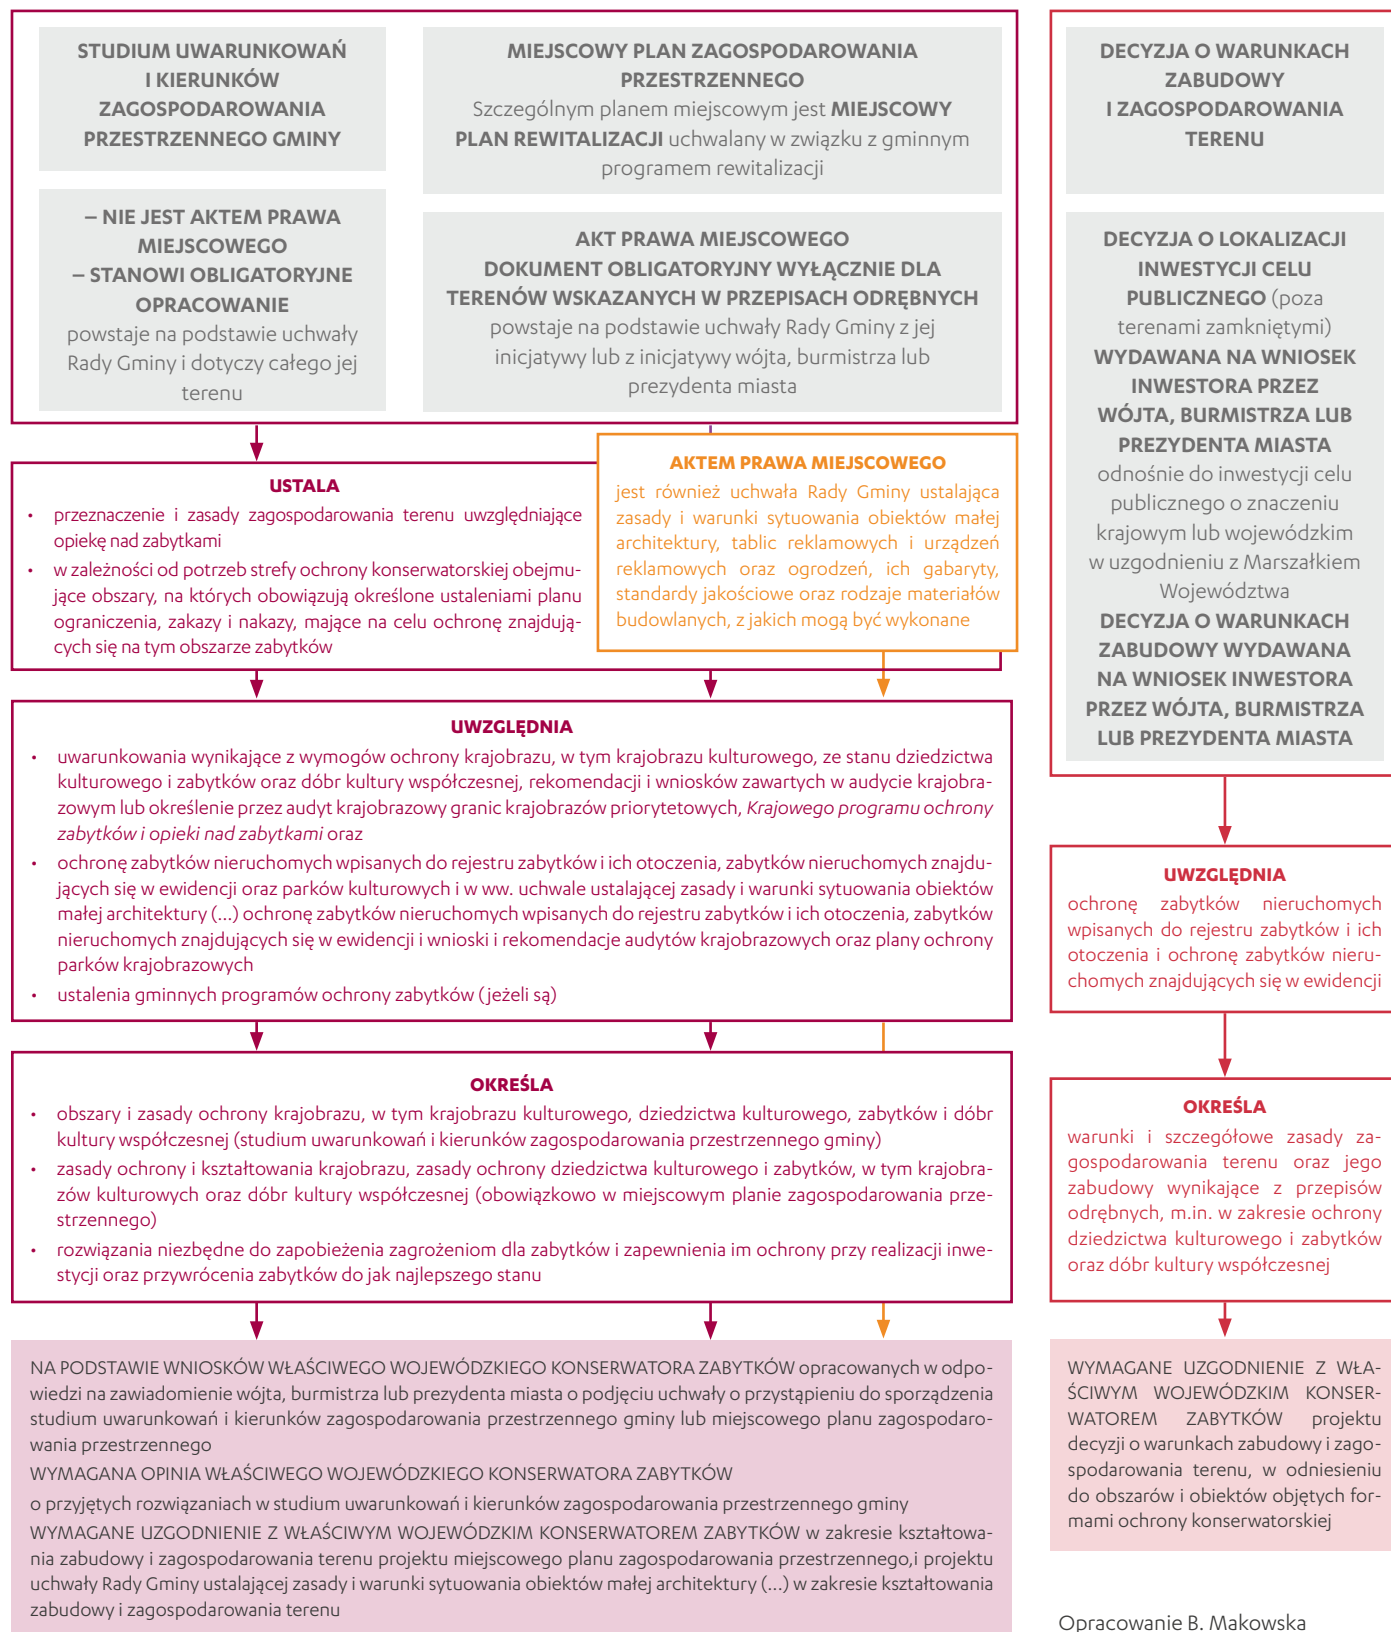 STUDIUM UWARUNKOWAŃ
I KIERUNKÓW
ZAGOSPODAROWANIA
PRZESTRZENNEGO GMINY
– NIE JEST AKTEM PRAWA
MIEJSCOWEGO
– STANOWI OBLIGATORYJNE
OPRACOWANIE
powstaje na podstawie uchwały
Rady Gminy i dotyczy całego jej
terenu
MIEJSCOWY PLAN ZAGOSPODAROWANIA
PRZESTRZENNEGO
Szczególnym planem miejscowym jest MIEJSCOWY
PLAN REWITALIZACJI uchwalany w związku z gminnym
programem rewitalizacji
AKT PRAWA MIEJSCOWEGO
DOKUMENT OBLIGATORYJNY WYŁĄCZNIE DLA
TERENÓW WSKAZANYCH W PRZEPISACH ODRĘBNYCH
powstaje na podstawie uchwały Rady Gminy z jej
inicjatywy lub z inicjatywy wójta, burmistrza lub
prezydenta miasta
USTALA
• przeznaczenie i zasady zagospodarowania terenu uwzględniające
opiekę nad zabytkami
• w zależności od potrzeb strefy ochrony konserwatorskiej obejmu-
jące obszary, na których obowiązują określone ustaleniami planu
ograniczenia, zakazy i nakazy, mające na celu ochronę znajdują-
cych się na tym obszarze zabytków
AKTEM PRAWA MIEJSCOWEGO
jest również uchwała Rady Gminy ustalająca
zasady i warunki sytuowania obiektów małej
architektury, tablic reklamowych i urządzeń
reklamowych oraz ogrodzeń, ich gabaryty,
standardy jakościowe oraz rodzaje materiałów
budowlanych, z jakich mogą być wykonane
UWZGLĘDNIA
• uwarunkowania wynikające z wymogów ochrony krajobrazu, w tym krajobrazu kulturowego, ze stanu dziedzictwa
kulturowego i zabytków oraz dóbr kultury współczesnej, rekomendacji i wniosków zawartych w audycie krajobra-
zowym lub określenie przez audyt krajobrazowy granic krajobrazów priorytetowych, Krajowego programu ochrony
zabytków i opieki nad zabytkami oraz
• ochronę zabytków nieruchomych wpisanych do rejestru zabytków i ich otoczenia, zabytków nieruchomych znajdu-
jących się w ewidencji oraz parków kulturowych i w ww. uchwale ustalającej zasady i warunki sytuowania obiektów
małej architektury (...) ochronę zabytków nieruchomych wpisanych do rejestru zabytków i ich otoczenia, zabytków
nieruchomych znajdujących się w ewidencji i wnioski i rekomendacje audytów krajobrazowych oraz plany ochrony
parków krajobrazowych
• ustalenia gminnych programów ochrony zabytków (jeżeli są)
OKREŚLA
• obszary i zasady ochrony krajobrazu, w tym krajobrazu kulturowego, dziedzictwa kulturowego, zabytków i dóbr
kultury współczesnej (studium uwarunkowań i kierunków zagospodarowania przestrzennego gminy)
• zasady ochrony i kształtowania krajobrazu, zasady ochrony dziedzictwa kulturowego i zabytków, w tym krajobra-
zów kulturowych oraz dóbr kultury współczesnej (obowiązkowo w miejscowym planie zagospodarowania prze-
strzennego)
• rozwiązania niezbędne do zapobieżenia zagrożeniom dla zabytków i zapewnienia im ochrony przy realizacji inwe-
stycji oraz przywrócenia zabytków do jak najlepszego stanu
NA PODSTAWIE WNIOSKÓW WŁAŚCIWEGO WOJEWÓDZKIEGO KONSERWATORA ZABYTKÓW opracowanych w odpo-
wiedzi na zawiadomienie wójta, burmistrza lub prezydenta miasta o podjęciu uchwały o przystąpieniu do sporządzenia
studium uwarunkowań i kierunków zagospodarowania przestrzennego gminy lub miejscowego planu zagospodaro-
wania przestrzennego
WYMAGANA OPINIA WŁAŚCIWEGO WOJEWÓDZKIEGO KONSERWATORA ZABYTKÓW
o przyjętych rozwiązaniach w studium uwarunkowań i kierunków zagospodarowania przestrzennego gminy
WYMAGANE UZGODNIENIE Z WŁAŚCIWYM WOJEWÓDZKIM KONSERWATOREM ZABYTKÓW w zakresie kształtowa-
nia zabudowy i zagospodarowania terenu projektu miejscowego planu zagospodarowania przestrzennego,i projektu
uchwały Rady Gminy ustalającej zasady i warunki sytuowania obiektów małej architektury (...) w zakresie kształtowania
zabudowy i zagospodarowania terenu
DECYZJA O WARUNKACH
ZABUDOWY
I ZAGOSPODAROWANIA
TERENU
DECYZJA O LOKALIZACJI
INWESTYCJI CELU
PUBLICZNEGO (poza
terenami zamkniętymi)
WYDAWANA NA WNIOSEK
INWESTORA PRZEZ
WÓJTA, BURMISTRZA LUB
PREZYDENTA MIASTA
odnośnie do inwestycji celu
publicznego o znaczeniu
krajowym lub wojewódzkim
w uzgodnieniu z Marszałkiem
Województwa
DECYZJA O WARUNKACH
ZABUDOWY WYDAWANA
NA WNIOSEK INWESTORA
PRZEZ WÓJTA, BURMISTRZA
LUB PREZYDENTA MIASTA
UWZGLĘDNIA
ochronę zabytków nieruchomych
wpisanych do rejestru zabytków i ich
otoczenia i ochronę zabytków nieru-
chomych znajdujących się w ewidencji
OKREŚLA
warunki i szczegółowe zasady za-
gospodarowania terenu oraz jego
zabudowy wynikające z przepisów
odrębnych, m.in. w zakresie ochrony
dziedzictwa kulturowego i zabytków
oraz dóbr kultury współczesnej
WYMAGANE UZGODNIENIE Z WŁA-
ŚCIWYM WOJEWÓDZKIM KONSER-
WATOREM ZABYTKÓW projektu
decyzji o warunkach zabudowy i zago-
spodarowania terenu, w odniesieniu
do obszarów i obiektów objętych for-
mami ochrony konserwatorskiej
Opracowanie B. Makowska